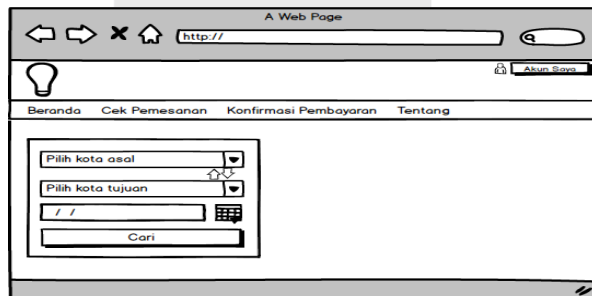 A Web Page
http://
Akun Saya
Beranda Cek Pemesanan Konfirmasi Pembayaran Tentang
Pilih kota asal
Pilih kota tujuan
/ /
Cari